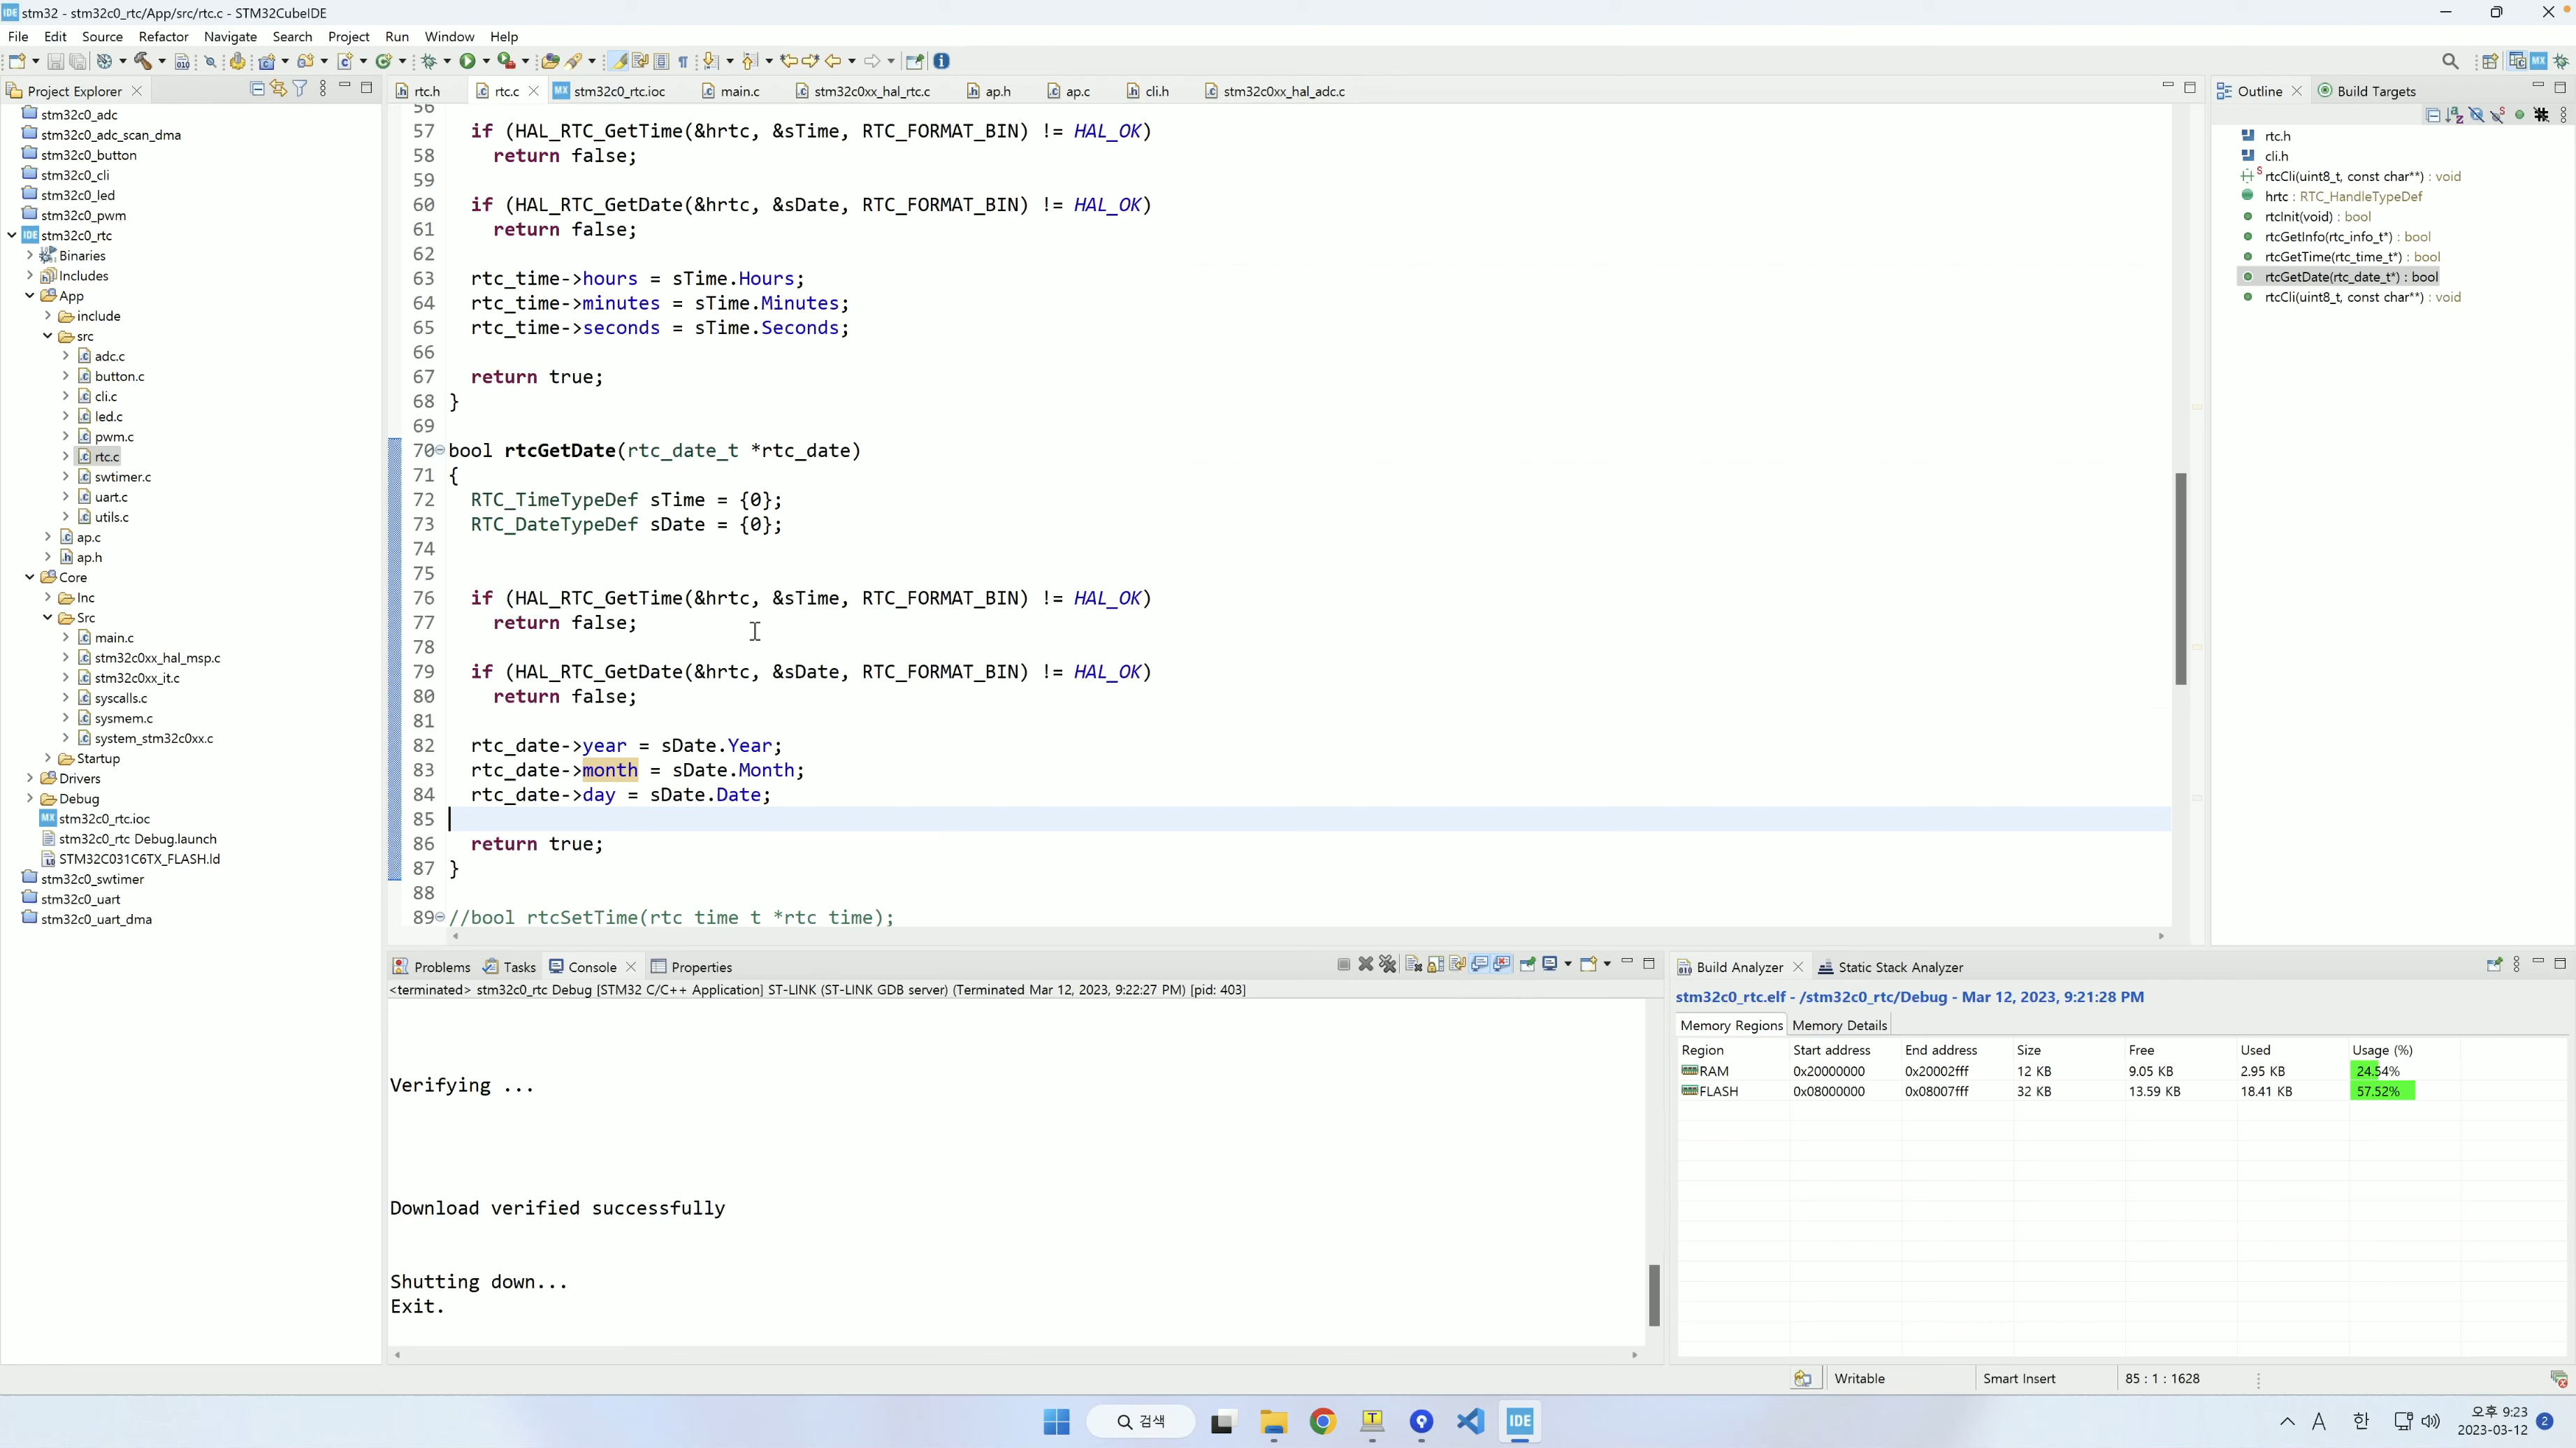 IDE stm32 - stm32c0_rtc/App/src/rtc.c - STM32CubeIDE
File Edit Source Refactor Navigate Search Project Run Window Help
Project Explorer
stm32c0_adc
stm32c0_adc_scan_dma
stm32c0_button
stm32c0_cli
stm32c0_led
stm32c0_pwm
IDE stm32c0_rtc
Binaries
Includes
App
include
src
adc.c
button.c
cli.c
led.c
pwm.c
rtc.c
swtimer.c
uart.c
utils.c
ap.c
ap.h
Core
Inc
Src
main.c
stm32c0xx_hal_msp.c
stm32c0xx_it.c
syscalls.c
sysmem.c
system_stm32c0xx.c
Startup
Drivers
Debug
MX stm32c0_rtc.ioc
stm32c0_rtc Debug.launch
STM32C031C6TX_FLASH.ld
stm32c0_swtimer
stm32c0_uart
stm32c0_uart_dma
rtc.h rtc.c MX stm32c0_rtc.ioc main.c stm32c0xx_hal_rtc.c ap.h ap.c cli.h stm32c0xx_hal_adc.c
56
57 if (HAL_RTC_GetTime(&hrtc, &sTime, RTC_FORMAT_BIN) != HAL_OK)
58 return false;
59
60 if (HAL_RTC_GetDate(&hrtc, &sDate, RTC_FORMAT_BIN) != HAL_OK)
61 return false;
62
63 rtc_time->hours = sTime.Hours;
64 rtc_time->minutes = sTime.Minutes;
65 rtc_time->seconds = sTime.Seconds;
66
67 return true;
68 }
69
70 bool rtcGetDate(rtc_date_t *rtc_date)
71 {
72 RTC_TimeTypeDef sTime = {0};
73 RTC_DateTypeDef sDate = {0};
74
75
76 if (HAL_RTC_GetTime(&hrtc, &sTime, RTC_FORMAT_BIN) != HAL_OK)
77 return false;
78
79 if (HAL_RTC_GetDate(&hrtc, &sDate, RTC_FORMAT_BIN) != HAL_OK)
80 return false;
81
82 rtc_date->year = sDate.Year;
83 rtc_date->month = sDate.Month;
84 rtc_date->day = sDate.Date;
85
86 return true;
87 }
88
89 //bool rtcSetTime(rtc_time_t *rtc_time);
Outline Build Targets
rtc.h
cli.h
rtcCli(uint8_t, const char**) : void
hrtc : RTC_HandleTypeDef
rtcInit(void) : bool
rtcGetInfo(rtc_info_t*) : bool
rtcGetTime(rtc_time_t*) : bool
rtcGetDate(rtc_date_t*) : bool
rtcCli(uint8_t, const char**) : void
Problems Tasks Console Properties
<terminated> stm32c0_rtc Debug [STM32 C/C++ Application] ST-LINK (ST-LINK GDB server) (Terminated Mar 12, 2023, 9:22:27 PM) [pid: 403]
Verifying ...
Download verified successfully
Shutting down...
Exit.
Build Analyzer Static Stack Analyzer
stm32c0_rtc.elf - /stm32c0_rtc/Debug - Mar 12, 2023, 9:21:28 PM
Memory Regions Memory Details
Region Start address End address Size Free Used Usage (%)
RAM 0x20000000 0x20002fff 12 KB 9.05 KB 2.95 KB 24.54%
FLASH 0x08000000 0x08007fff 32 KB 13.59 KB 18.41 KB 57.52%
Writable Smart Insert 85 : 1 : 1628
검색 IDE A 한 오후 9:23
2023-03-12 2